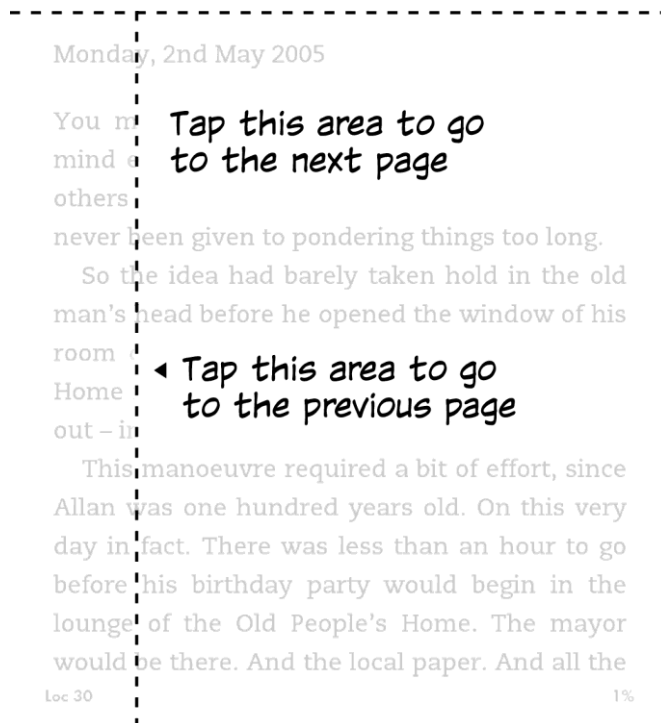 Monday, 2nd May 2005
Tap this area to go
to the next page
You m
mind e
others
never been given to pondering things too long.
So the idea had barely taken hold in the old
man's head before he opened the window of his
room
Home
out – in
◂ Tap this area to go
to the previous page
This manoeuvre required a bit of effort, since
Allan was one hundred years old. On this very
day in fact. There was less than an hour to go
before his birthday party would begin in the
lounge of the Old People's Home. The mayor
would be there. And the local paper. And all the
Loc 30 1%